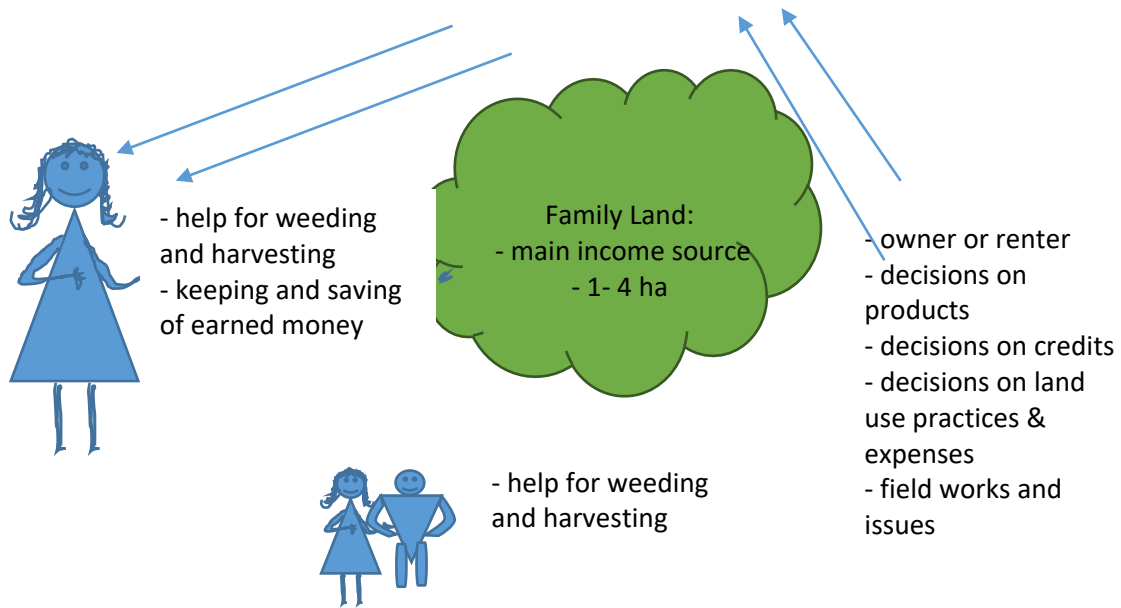 - help for weeding
and harvesting
- keeping and saving
of earned money
Family Land:
- main income source
- 1- 4 ha
- owner or renter
- decisions on
products
- decisions on credits
- decisions on land
use practices &
expenses
- field works and
issues
- help for weeding
and harvesting